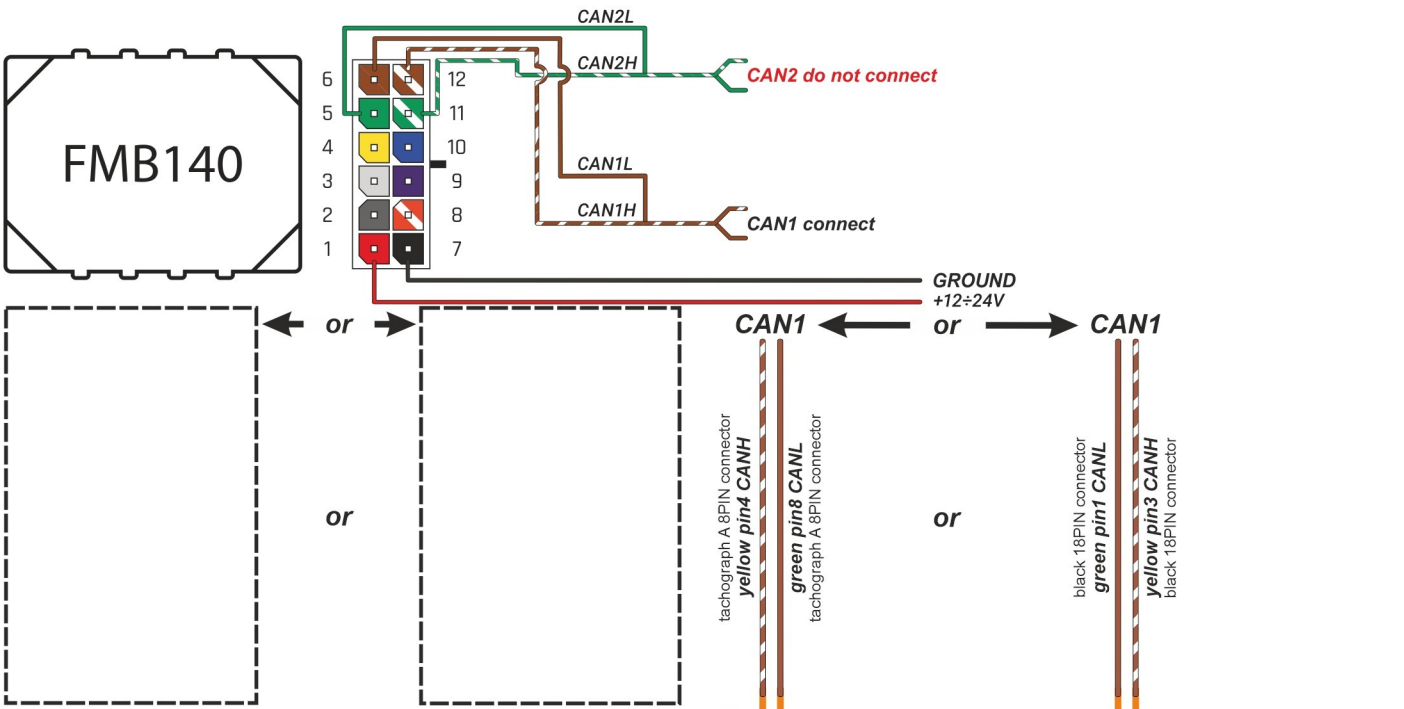 CAN2L
FMB140
6 12
CAN2H
CAN2 do not connect
5 11
4 10
3 9
CAN1L
2 8
CAN1H
CAN1 connect
1 7
GROUND
+12÷24V
or
CAN1
or
CAN1
or
tachograph A 8PIN connector
yellow pin4 CANH
green pin8 CANL
tachograph A 8PIN connector
or
black 18PIN connector
green pin1 CANL
yellow pin3 CANH
black 18PIN connector